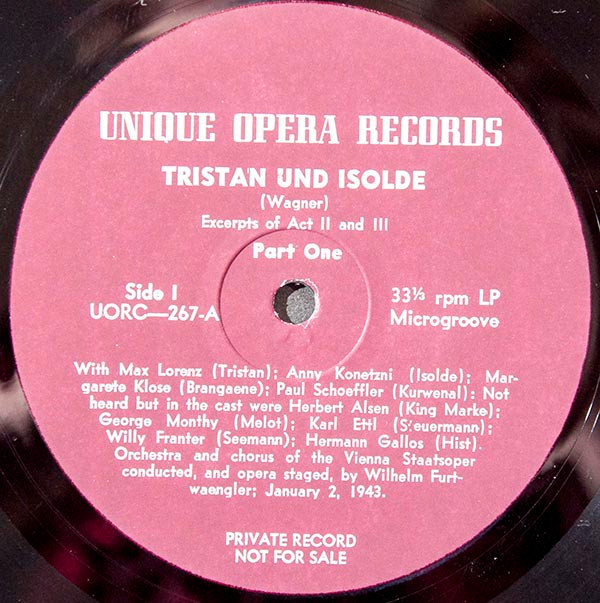 UNIQUE OPERA RECORDS
TRISTAN UND ISOLDE
(Wagner)
Excerpts of Act II and III
Part One
Side I
UORC—267-A
33⅓ rpm LP
Microgroove
With Max Lorenz (Tristan); Anny Konetzni (Isolde); Mar-
garete Klose (Brangaene); Paul Schoeffler (Kurwenal): Not
heard but in the cast were Herbert Alsen (King Marke);
George Monthy (Melot); Karl Ettl (Steuermann);
Willy Franter (Seemann); Hermann Gallos (Hist).
Orchestra and chorus of the Vienna Staatsoper
conducted, and opera staged, by Wilhelm Furt-
waengler; January 2, 1943.
PRIVATE RECORD
NOT FOR SALE